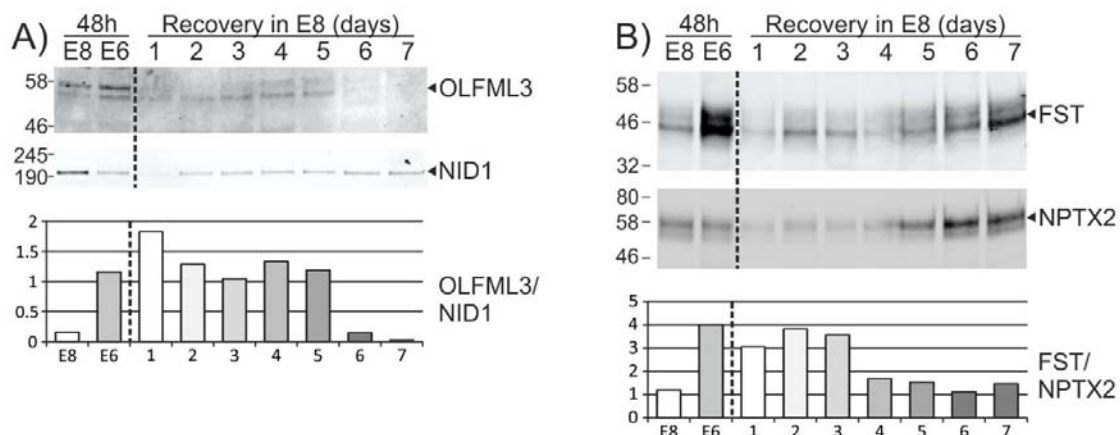 A)
48h
Recovery in E8 (days)
E8 E6 1 2 3 4 5 6 7
58
OLFML3
46
245
190
NID1
2
1.5
1
0.5
0
OLFML3/
NID1
E8 E6 1 2 3 4 5 6 7
B)
48h
Recovery in E8 (days)
E8 E6 1 2 3 4 5 6 7
58
46
FST
32
80
58
NPTX2
46
5
4
3
2
1
0
FST/
NPTX2
E8 E6 1 2 3 4 5 6 7